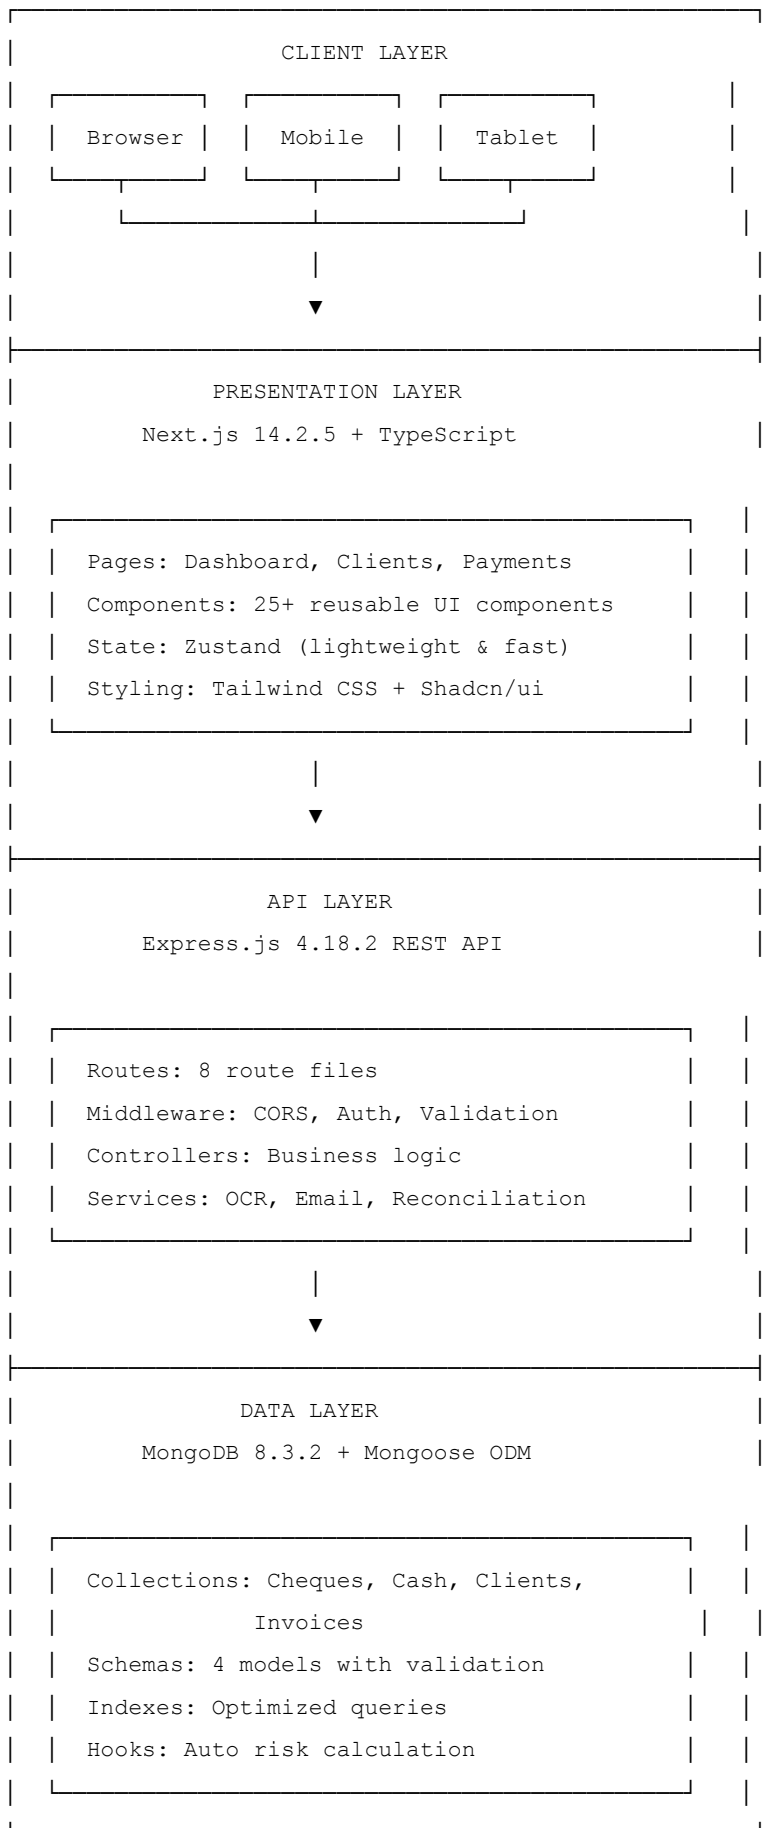 CLIENT LAYER
Browser Mobile Tablet
PRESENTATION LAYER
Next.js 14.2.5 + TypeScript
Pages: Dashboard, Clients, Payments
Components: 25+ reusable UI components
State: Zustand (lightweight & fast)
Styling: Tailwind CSS + Shadcn/ui
API LAYER
Express.js 4.18.2 REST API
Routes: 8 route files
Middleware: CORS, Auth, Validation
Controllers: Business logic
Services: OCR, Email, Reconciliation
DATA LAYER
MongoDB 8.3.2 + Mongoose ODM
Collections: Cheques, Cash, Clients,
Invoices
Schemas: 4 models with validation
Indexes: Optimized queries
Hooks: Auto risk calculation